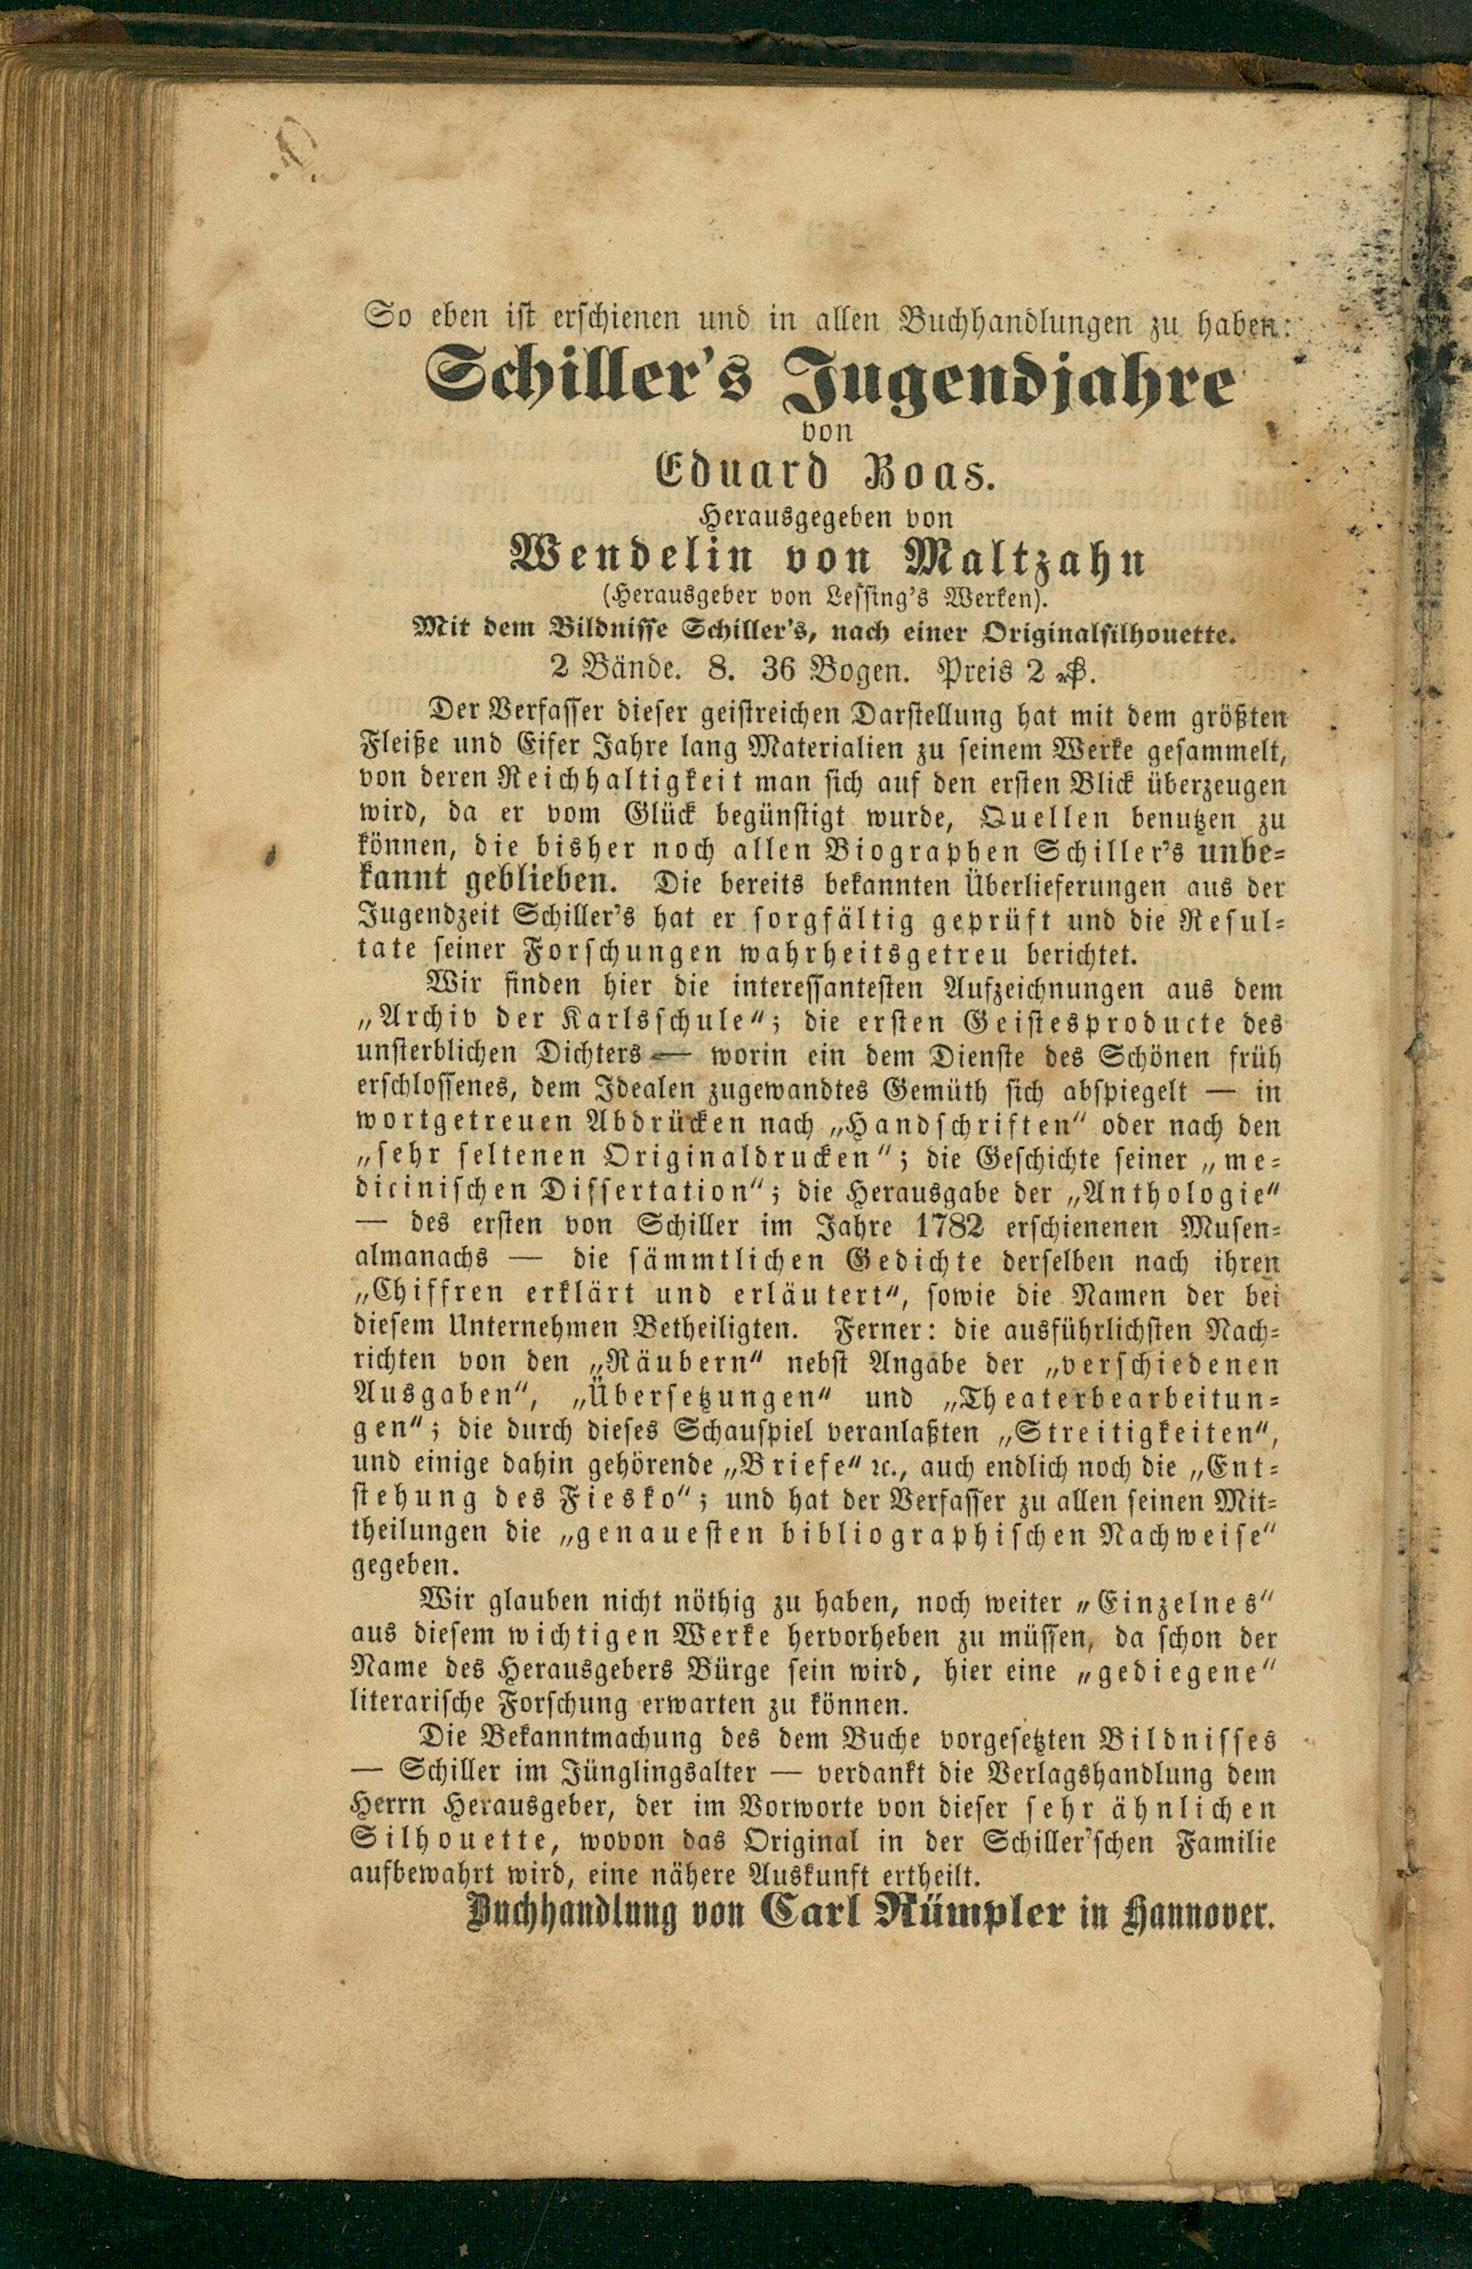 So eben ist erschienen und in allen Buchhandlungen zu haben:
Schiller's Jugendjahre
von
Eduard Boas.
Herausgegeben von
Wendelin von Maltzahn
(Herausgeber von Lessing's Werken).
Mit dem Bildnisse Schiller's, nach einer Originalsilhouette.
2 Bände. 8. 36 Bogen. Preis 2 ₰.
Der Verfasser dieser geistreichen Darstellung hat mit dem größten
Fleiße und Eifer Jahre lang Materialien zu seinem Werke gesammelt,
von deren Reichhaltigkeit man sich auf den ersten Blick überzeugen
wird, da er vom Glück begünstigt wurde, Quellen benutzen zu
können, die bisher noch allen Biographen Schiller's unbe-
kannt geblieben. Die bereits bekannten Überlieferungen aus der
Jugendzeit Schiller's hat er sorgfältig geprüft und die Resul-
tate seiner Forschungen wahrheitsgetreu berichtet.
Wir finden hier die interessantesten Aufzeichnungen aus dem
„Archiv der Karlsschule"; die ersten Geistesproducte des
unsterblichen Dichters — worin ein dem Dienste des Schönen früh
erschlossenes, dem Idealen zugewandtes Gemüth sich abspiegelt — in
wortgetreuen Abdrücken nach „Handschriften" oder nach den
„sehr seltenen Originaldrucken"; die Geschichte seiner „me-
dicinischen Dissertation"; die Herausgabe der „Anthologie"
— des ersten von Schiller im Jahre 1782 erschienenen Musen-
almanachs — die sämmtlichen Gedichte derselben nach ihren
„Chiffren erklärt und erläutert", sowie die Namen der bei
diesem Unternehmen Betheiligten. Ferner: die ausführlichsten Nach-
richten von den „Räubern" nebst Angabe der „verschiedenen
Ausgaben", „Übersetzungen" und „Theaterbearbeitun-
gen"; die durch dieses Schauspiel veranlaßten „Streitigkeiten",
und einige dahin gehörende „Briefe" ꝛc., auch endlich noch die „Ent-
stehung des Fiesko"; und hat der Verfasser zu allen seinen Mit-
theilungen die „genauesten bibliographischen Nachweise"
gegeben.
Wir glauben nicht nöthig zu haben, noch weiter „Einzelnes"
aus diesem wichtigen Werke hervorheben zu müssen, da schon der
Name des Herausgebers Bürge sein wird, hier eine „gediegene"
literarische Forschung erwarten zu können.
Die Bekanntmachung des dem Buche vorgesetzten Bildnisses
— Schiller im Jünglingsalter — verdankt die Verlagshandlung dem
Herrn Herausgeber, der im Vorworte von dieser sehr ähnlichen
Silhouette, wovon das Original in der Schiller'schen Familie
aufbewahrt wird, eine nähere Auskunft ertheilt.
Buchhandlung von Carl Rümpler in Hannover.